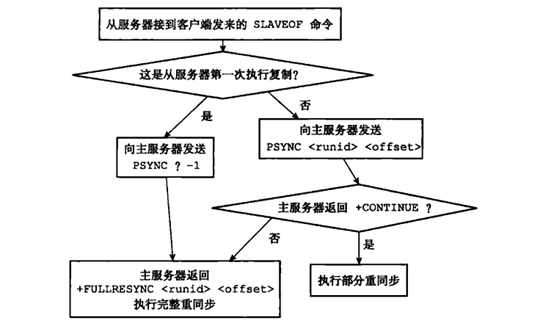 从服务器接到客户端发来的 SLAVEOF 命令
这是从服务器第一次执行复制?
是
否
向主服务器发送
PSYNC ? -1
向主服务器发送
PSYNC <runid> <offset>
主服务器返回 +CONTINUE ?
否
是
主服务器返回
+FULLRESYNC <runid> <offset>
执行完整重同步
执行部分重同步